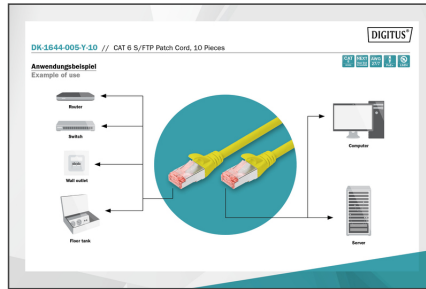 DIGITUS®
DK-1644-005-Y-10 // CAT 6 S/FTP Patch Cord, 10 Pieces
Anwendungsbeispiel
Example of use
Router
Switch
Wall outlet
Floor tank
Computer
Server